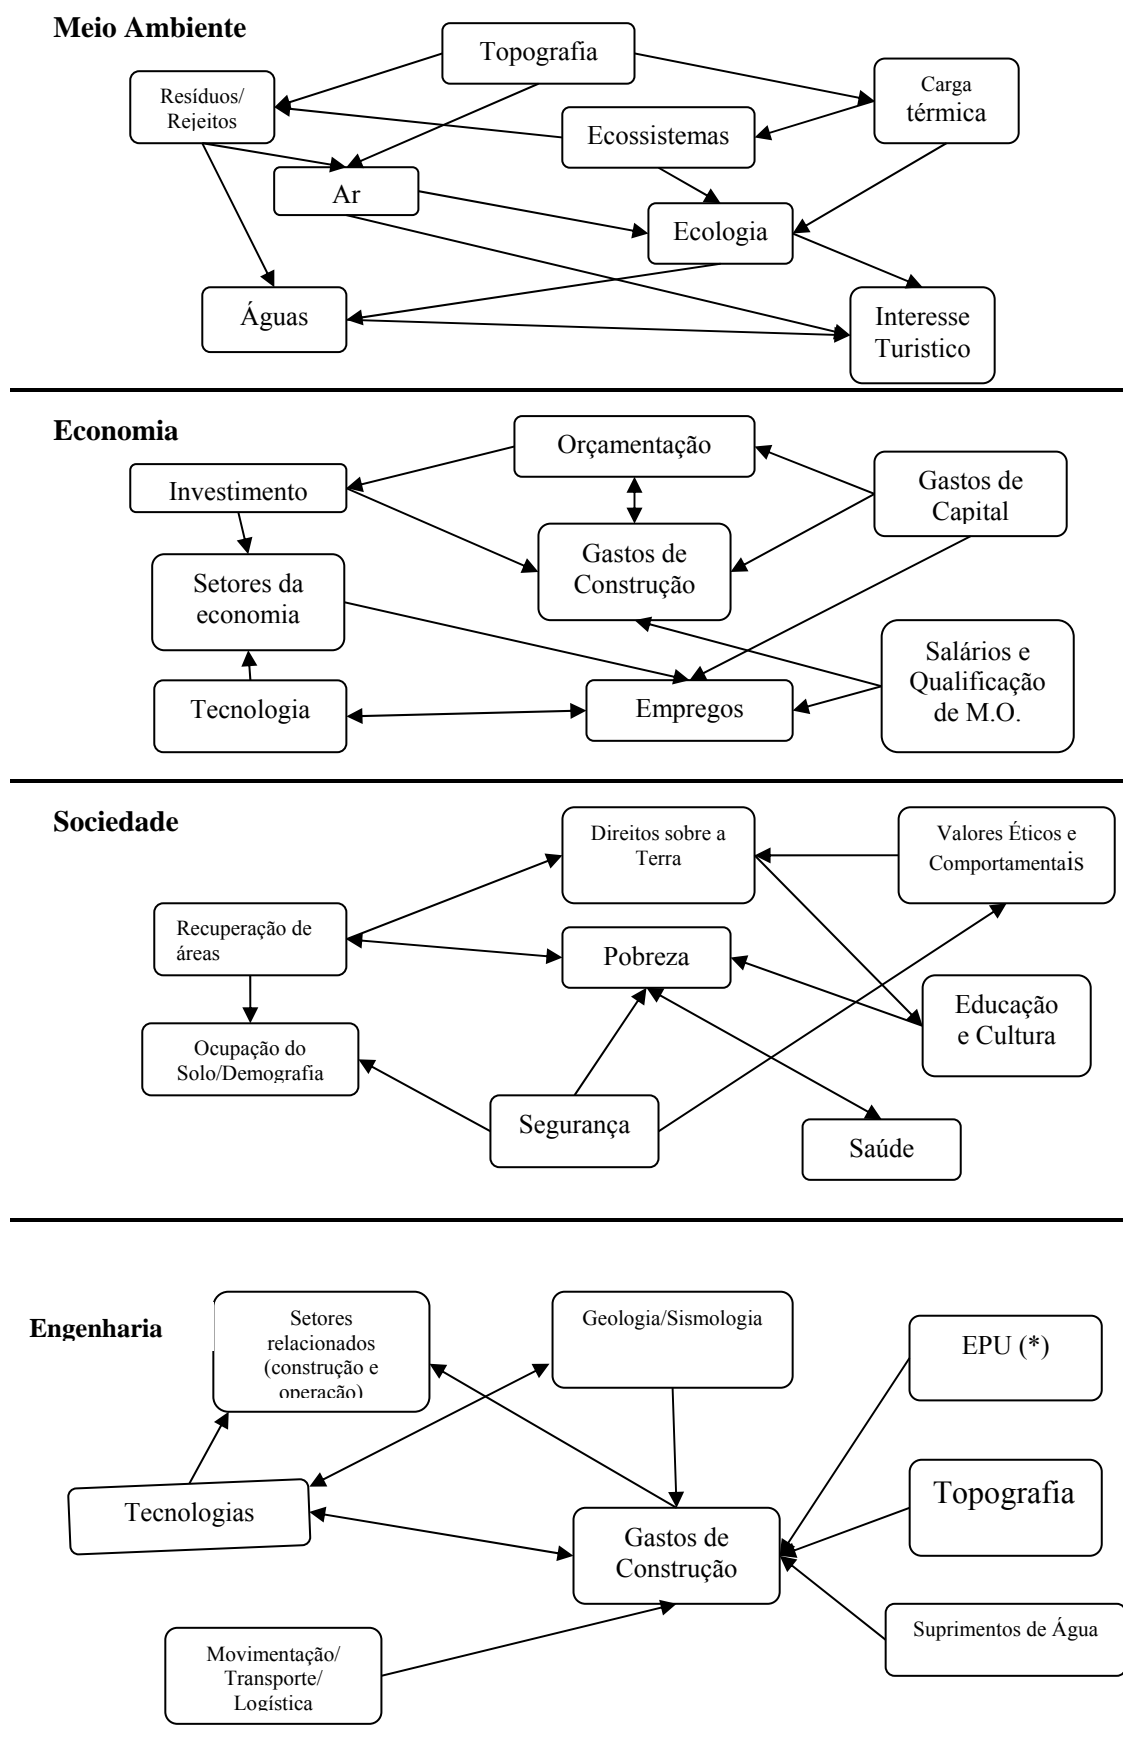 Meio Ambiente
Topografia
Resíduos/
Rejeitos
Carga
térmica
Ecossistemas
Ar
Ecologia
Águas
Interesse
Turistico
Economia
Orçamentação
Investimento
Gastos de
Capital
Gastos de
Construção
Setores da
economia
Salários e
Qualificação
de M.O.
Tecnologia
Empregos
Sociedade
Direitos sobre a
Terra
Valores Éticos e
Comportamentais
Recuperação de
áreas
Pobreza
Educação
e Cultura
Ocupação do
Solo/Demografia
Segurança
Saúde
Engenharia
Setores
relacionados
(construção e
operação)
Geologia/Sismologia
EPU (*)
Tecnologias
Topografia
Gastos de
Construção
Suprimentos de Água
Movimentação/
Transporte/
Logística